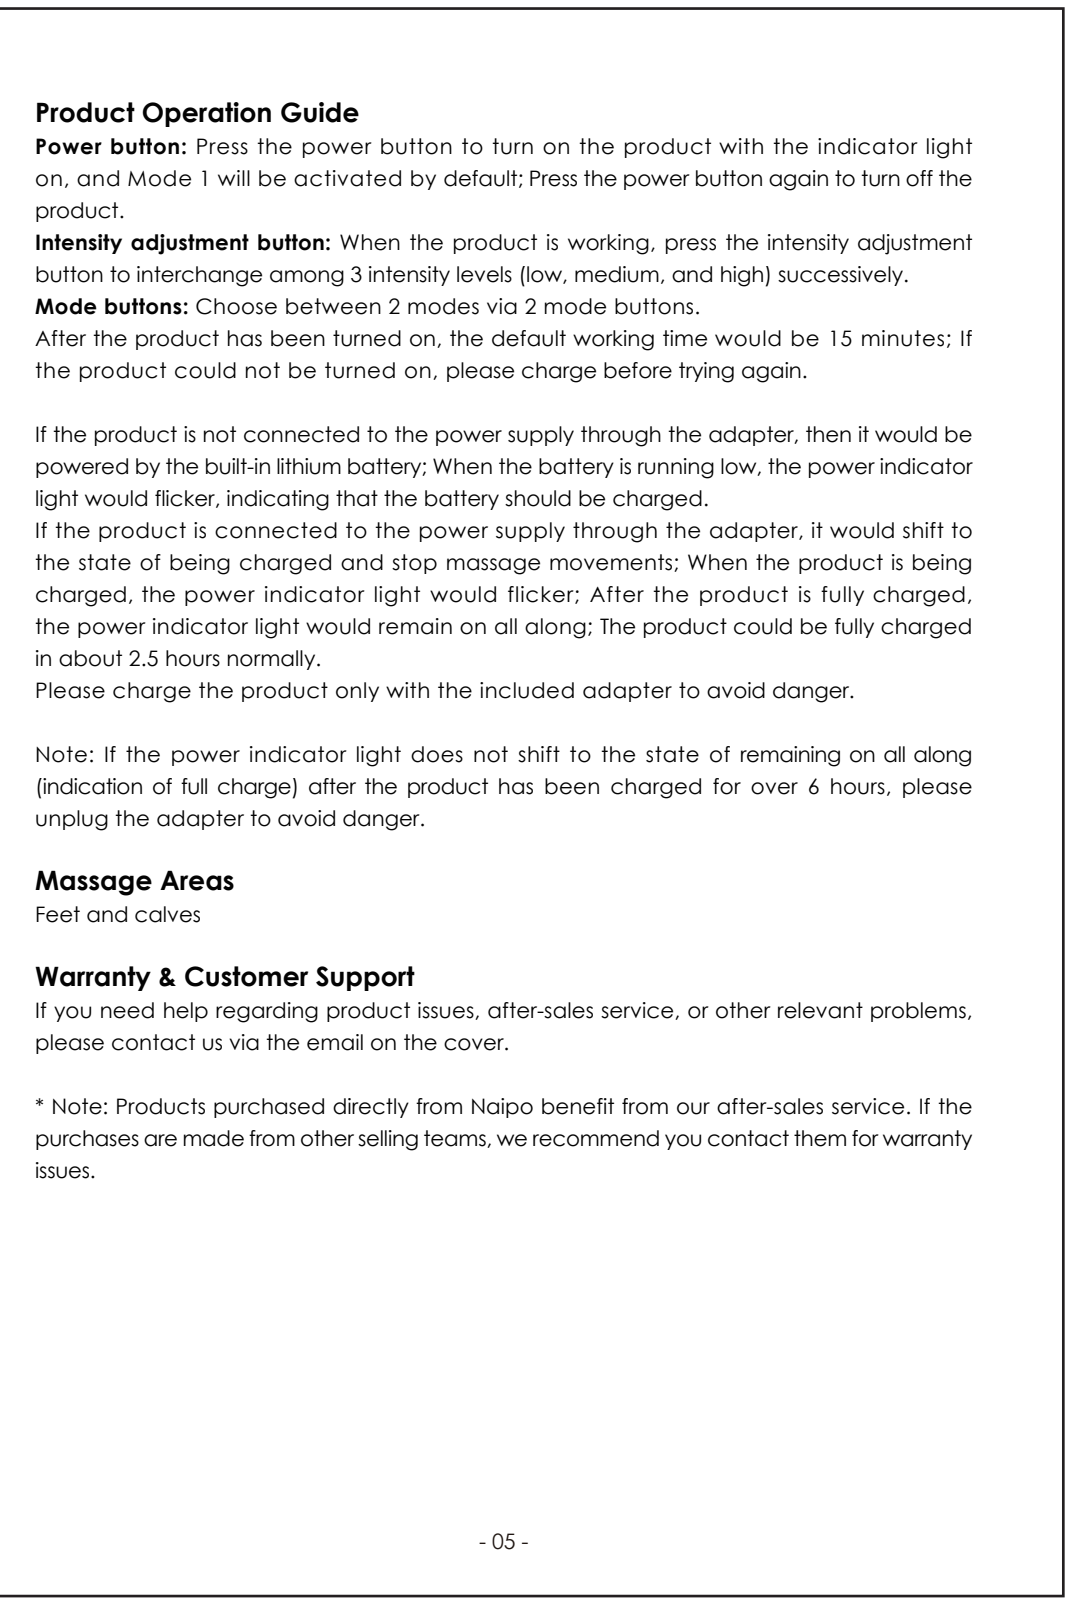 Product Operation Guide
Power button: Press the power button to turn on the product with the indicator light
on, and Mode 1 will be activated by default; Press the power button again to turn off the
product.
Intensity adjustment button: When the product is working, press the intensity adjustment
button to interchange among 3 intensity levels (low, medium, and high) successively.
Mode buttons: Choose between 2 modes via 2 mode buttons.
After the product has been turned on, the default working time would be 15 minutes; If
the product could not be turned on, please charge before trying again.
If the product is not connected to the power supply through the adapter, then it would be
powered by the built-in lithium battery; When the battery is running low, the power indicator
light would flicker, indicating that the battery should be charged.
If the product is connected to the power supply through the adapter, it would shift to
the state of being charged and stop massage movements; When the product is being
charged, the power indicator light would flicker; After the product is fully charged,
the power indicator light would remain on all along; The product could be fully charged
in about 2.5 hours normally.
Please charge the product only with the included adapter to avoid danger.
Note: If the power indicator light does not shift to the state of remaining on all along
(indication of full charge) after the product has been charged for over 6 hours, please
unplug the adapter to avoid danger.
Massage Areas
Feet and calves
Warranty & Customer Support
If you need help regarding product issues, after-sales service, or other relevant problems,
please contact us via the email on the cover.
* Note: Products purchased directly from Naipo benefit from our after-sales service. If the
purchases are made from other selling teams, we recommend you contact them for warranty
issues.
- 05 -